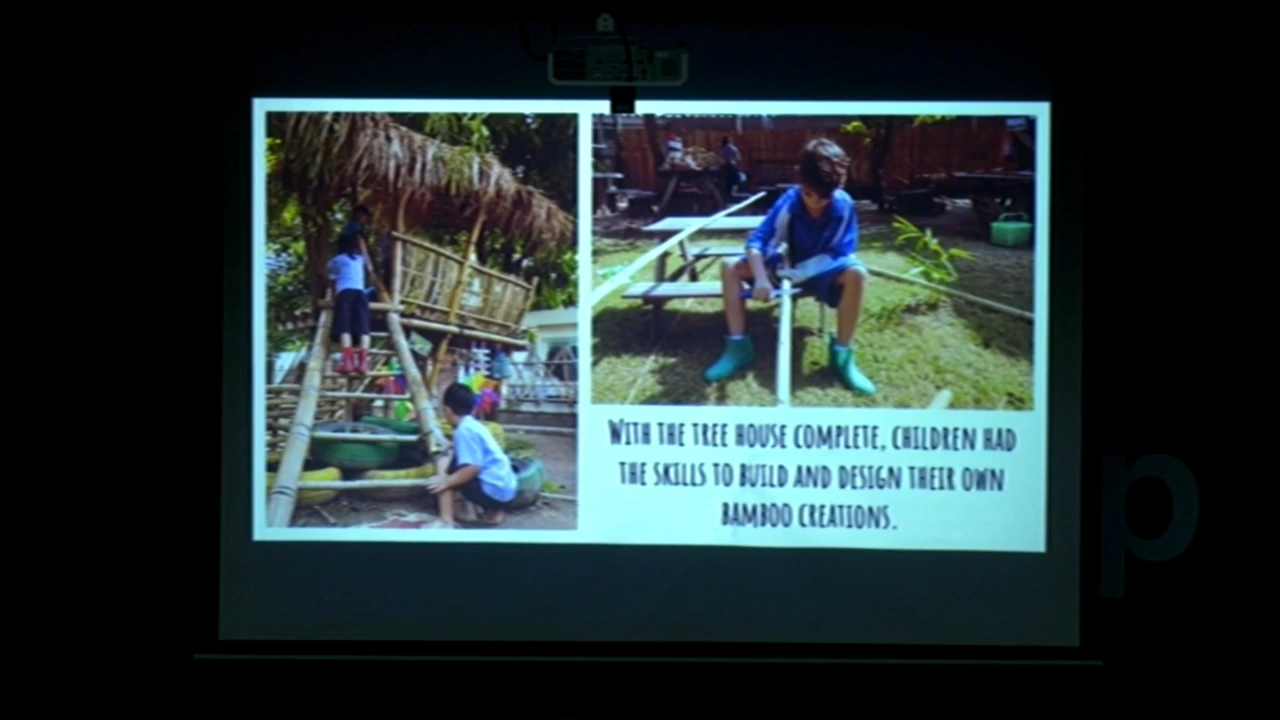 WITH THE TREE HOUSE COMPLETE, CHILDREN HAD
THE SKILLS TO BUILD AND DESIGN THEIR OWN
BAMBOO CREATIONS.
p